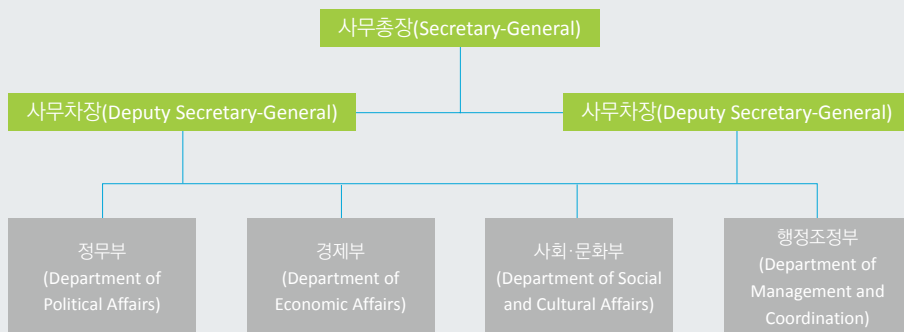 사무총장(Secretary-General)
사무차장(Deputy Secretary-General)
사무차장(Deputy Secretary-General)
정무부
(Department of
Political Affairs)
경제부
(Department of
Economic Affairs)
사회·문화부
(Department of Social
and Cultural Affairs)
행정조정부
(Department of
Management and
Coordination)